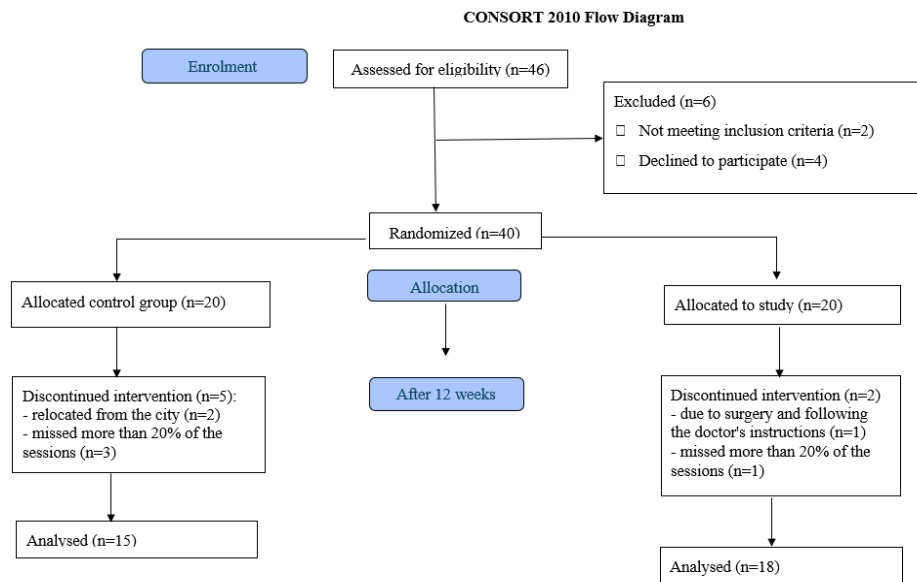 CONSORT 2010 Flow Diagram
Enrolment
Assessed for eligibility (n=46)
Excluded (n=6)
Not meeting inclusion criteria (n=2)
Declined to participate (n=4)
Randomized (n=40)
Allocated control group (n=20)
Allocation
Allocated to study (n=20)
Discontinued intervention (n=5):
- relocated from the city (n=2)
- missed more than 20% of the
sessions (n=3)
After 12 weeks
Discontinued intervention (n=2)
- due to surgery and following
the doctor's instructions (n=1)
- missed more than 20% of the
sessions (n=1)
Analysed (n=15)
Analysed (n=18)